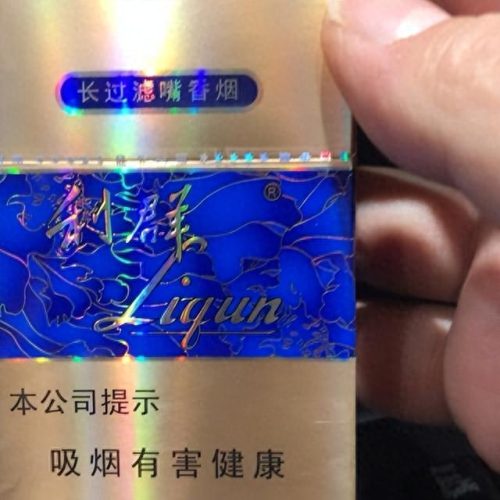 长过滤嘴香烟
利群®
Liqun
本公司提示
吸烟有害健康